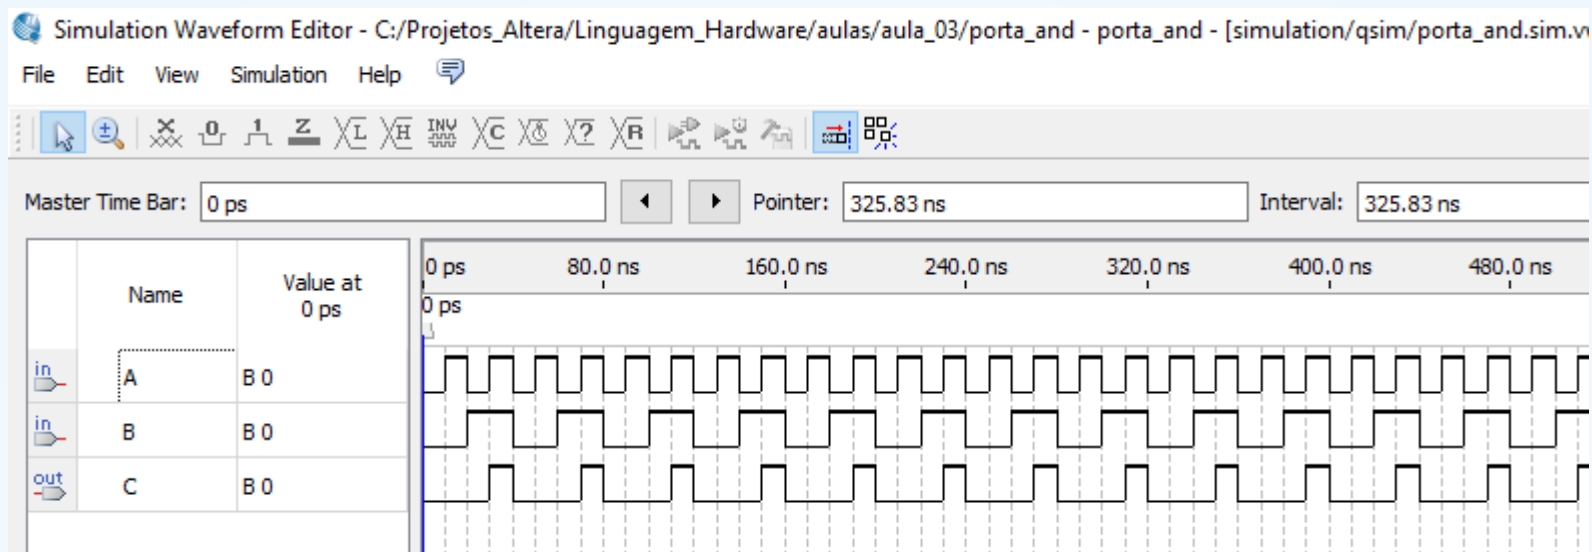 Simulation Waveform Editor - C:/Projetos_Altera/Linguagem_Hardware/aulas/aula_03/porta_and - porta_and - [simulation/qsim/porta_and.sim.v
File Edit View Simulation Help
X 0 1 Z L H INV C ? R
Master Time Bar: 0 ps Pointer: 325.83 ns Interval: 325.83 ns
Name Value at 0 ps
0 ps 80.0 ns 160.0 ns 240.0 ns 320.0 ns 400.0 ns 480.0 ns
0 ps
in A B 0
in B B 0
out C B 0